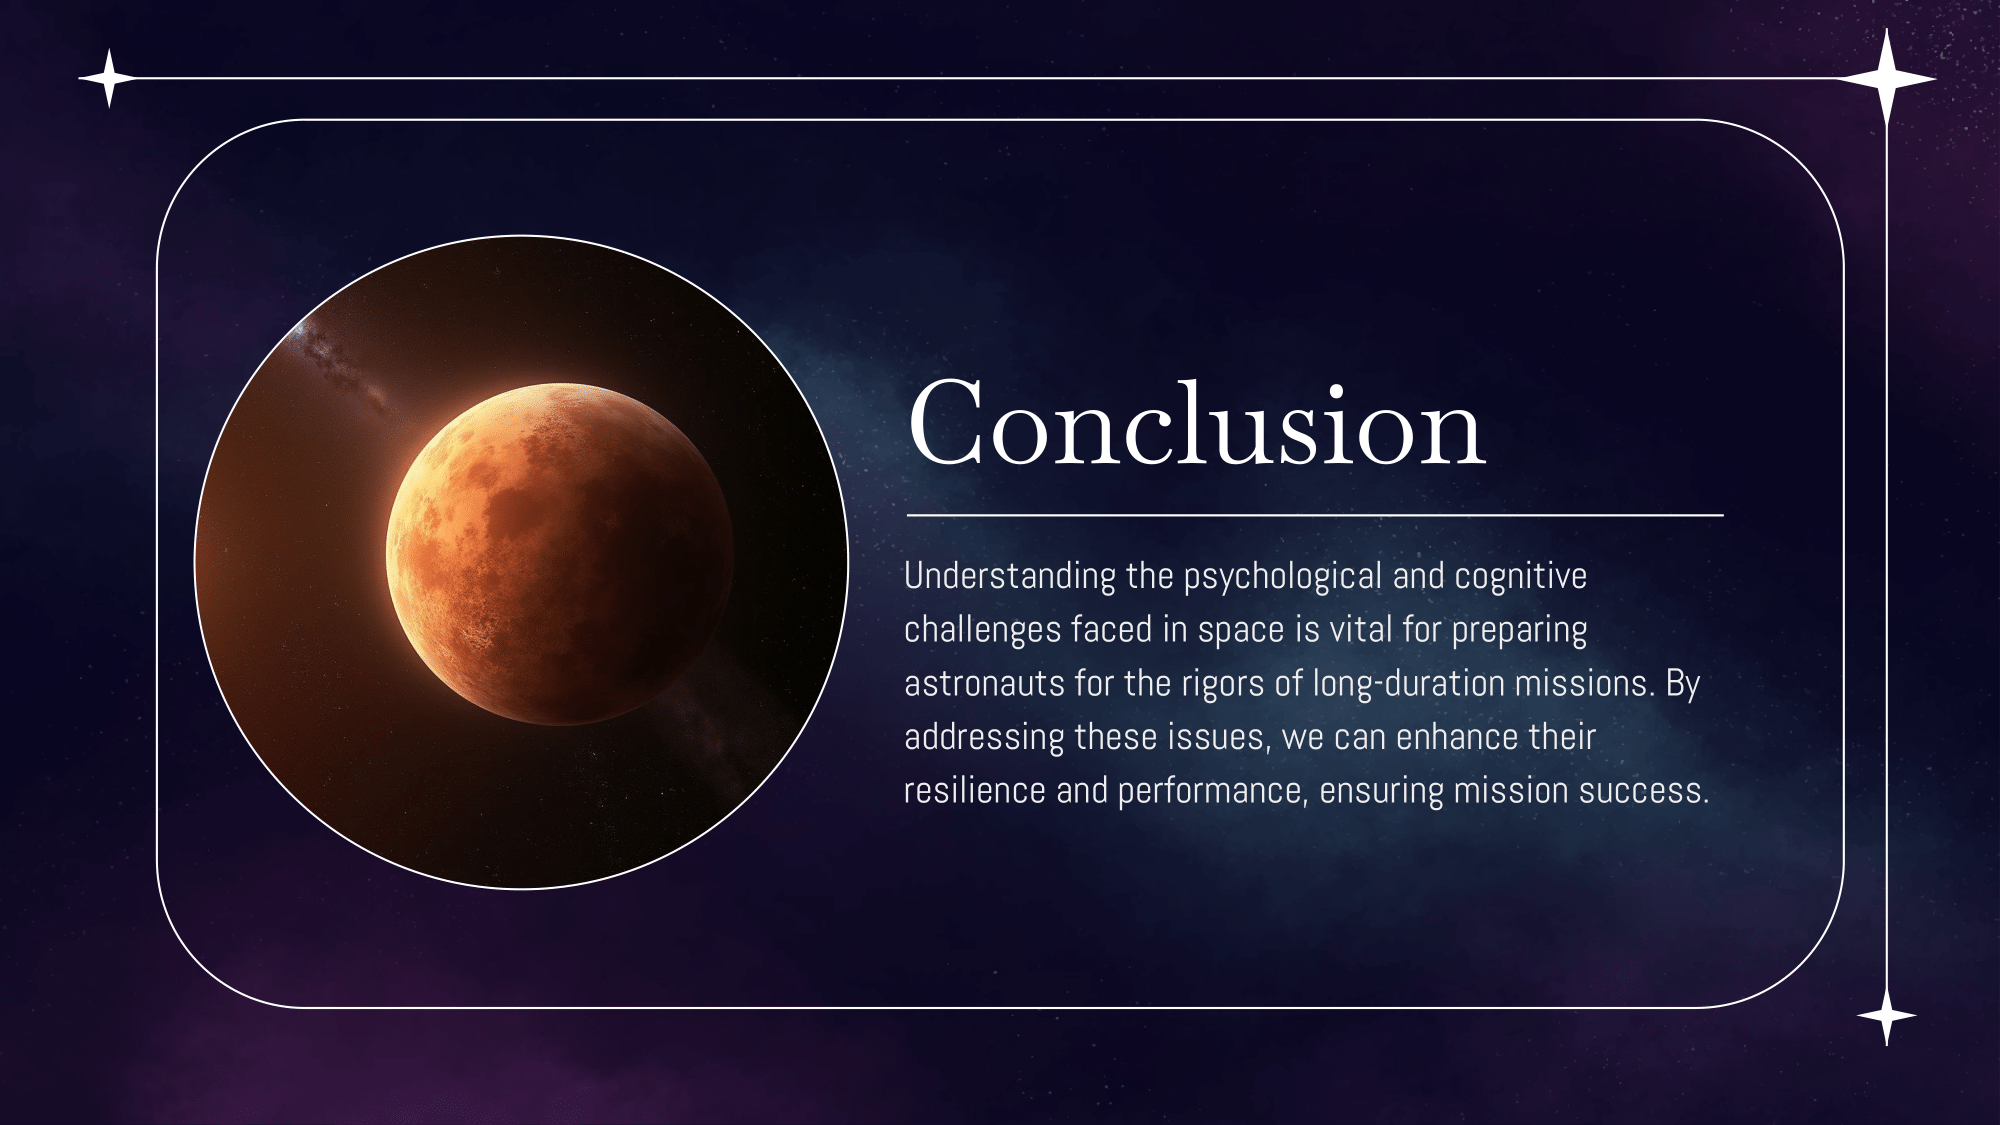 Conclusion
Understanding the psychological and cognitive
challenges faced in space is vital for preparing
astronauts for the rigors of long-duration missions. By
addressing these issues, we can enhance their
resilience and performance, ensuring mission success.